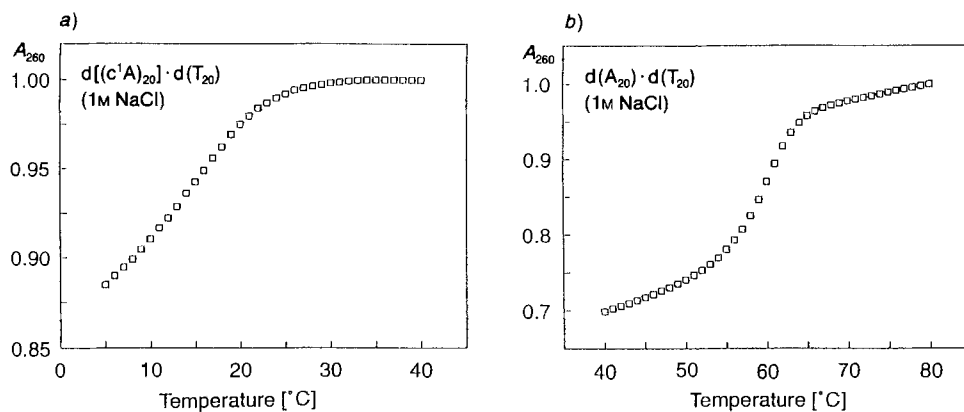 a)
A₂₆₀
d[(c¹A)₂₀]·d(T₂₀)
(1M NaCl)
1.00
0.95
0.90
0.85
0 10 20 30 40
Temperature [°C]
b)
A₂₆₀
d(A₂₀)·d(T₂₀)
(1M NaCl)
1.00
0.9
0.8
0.7
40 50 60 70 80
Temperature [°C]